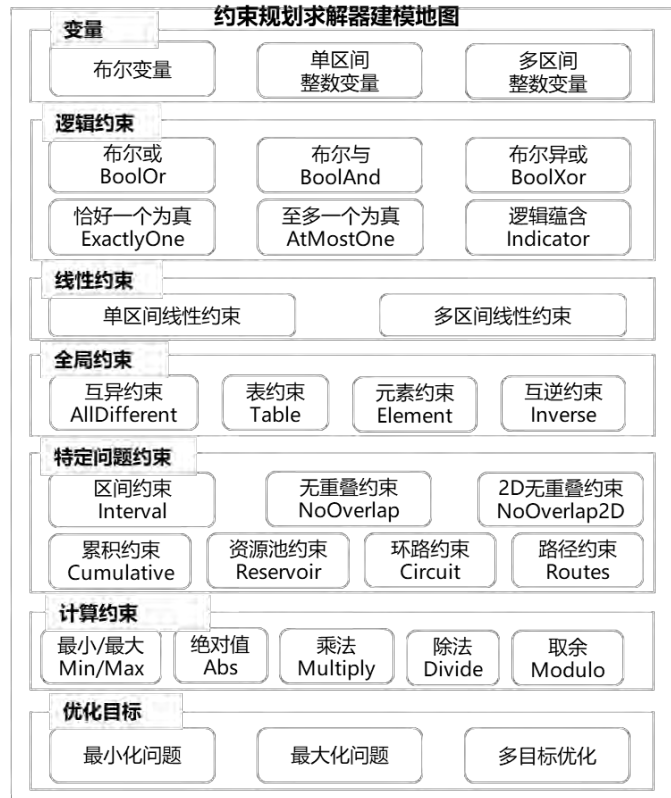 约束规划求解器建模地图
变量
布尔变量
单区间
整数变量
多区间
整数变量
逻辑约束
布尔或
BoolOr
布尔与
BoolAnd
布尔异或
BoolXor
恰好一个为真
ExactlyOne
至多一个为真
AtMostOne
逻辑蕴含
Indicator
线性约束
单区间线性约束
多区间线性约束
全局约束
互异约束
AllDifferent
表约束
Table
元素约束
Element
互逆约束
Inverse
特定问题约束
区间约束
Interval
无重叠约束
NoOverlap
2D无重叠约束
NoOverlap2D
累积约束
Cumulative
资源池约束
Reservoir
环路约束
Circuit
路径约束
Routes
计算约束
最小/最大
Min/Max
绝对值
Abs
乘法
Multiply
除法
Divide
取余
Modulo
优化目标
最小化问题
最大化问题
多目标优化